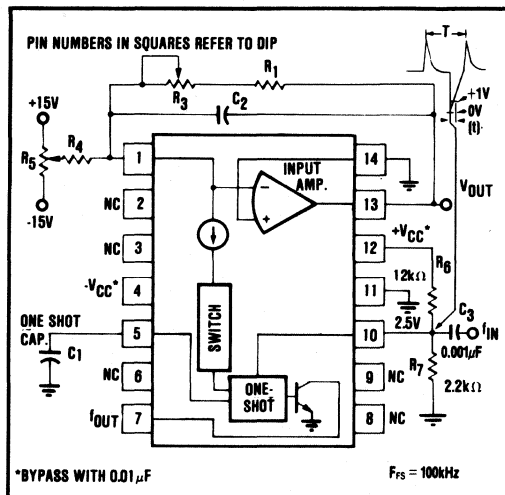 PIN NUMBERS IN SQUARES REFER TO DIP
T
R3
R1
C2
+1V
0V
(t)
+15V
R5
R4
-15V
1
INPUT
AMP.
-
+
14
NC
2
13
VOUT
NC
3
+VCC*
12
R6
-VCC*
4
SWITCH
11
12kΩ
ONE SHOT
CAP.
C1
5
2.5V
10
C3
fIN
0.001µF
NC
6
ONE-
SHOT
9
NC
R7
2.2kΩ
fOUT
7
8
NC
*BYPASS WITH 0.01µF
FFS = 100kHz